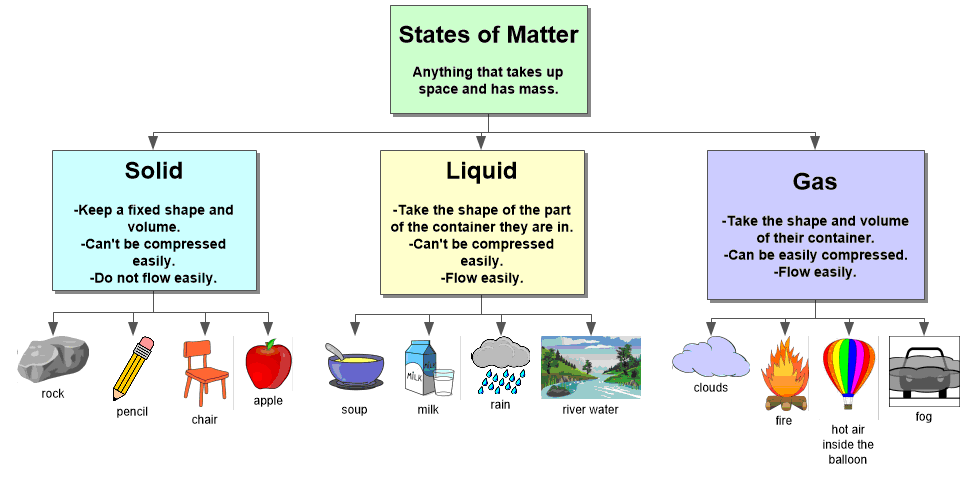 States of Matter
Anything that takes up
space and has mass.
Solid
-Keep a fixed shape and
volume.
-Can't be compressed
easily.
-Do not flow easily.
Liquid
-Take the shape of the part
of the container they are in.
-Can't be compressed
easily.
-Flow easily.
Gas
-Take the shape and volume
of their container.
-Can be easily compressed.
-Flow easily.
rock
pencil
chair
apple
soup
MILK
milk
rain
river water
clouds
fire
hot air
inside the
balloon
fog